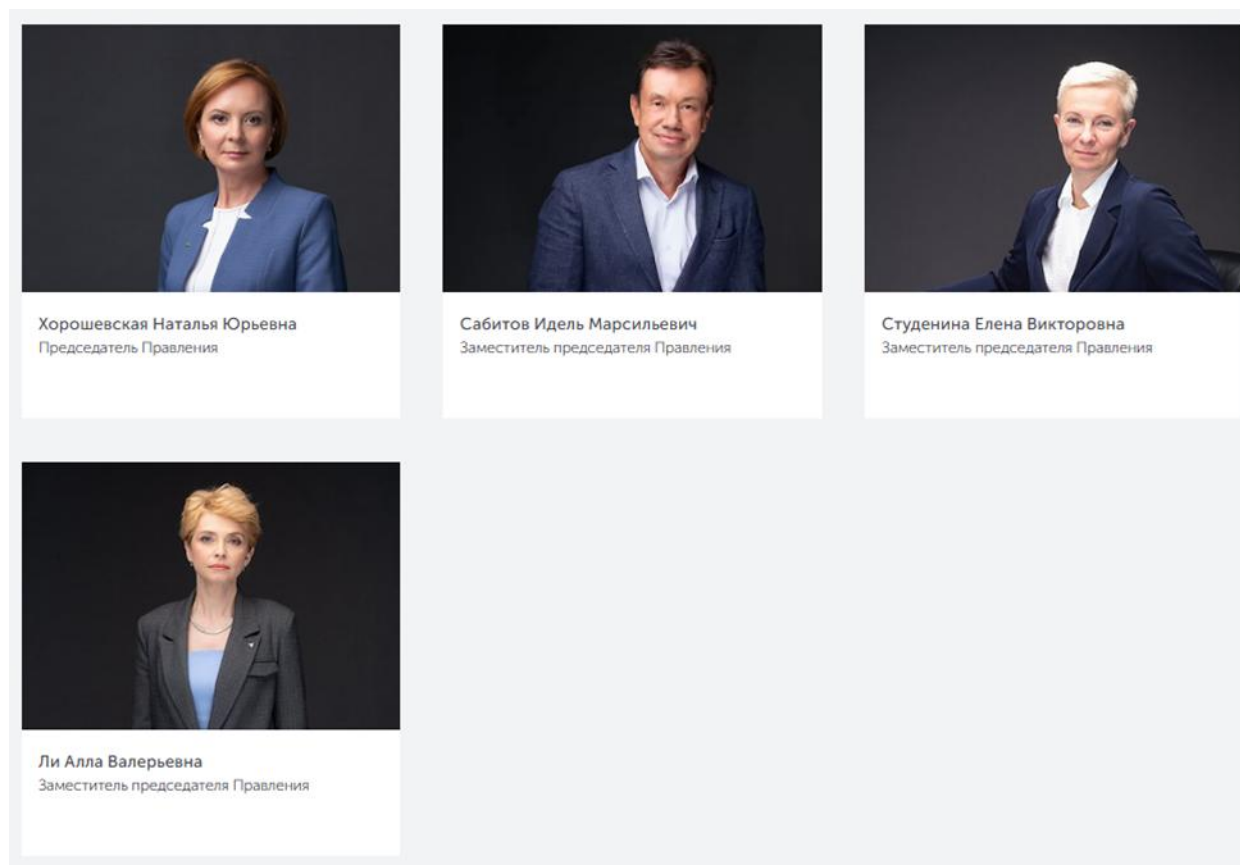 Хорошевская Наталья Юрьевна
Председатель Правления
Сабитов Идель Марсильевич
Заместитель председателя Правления
Студенина Елена Викторовна
Заместитель председателя Правления
Ли Алла Валерьевна
Заместитель председателя Правления